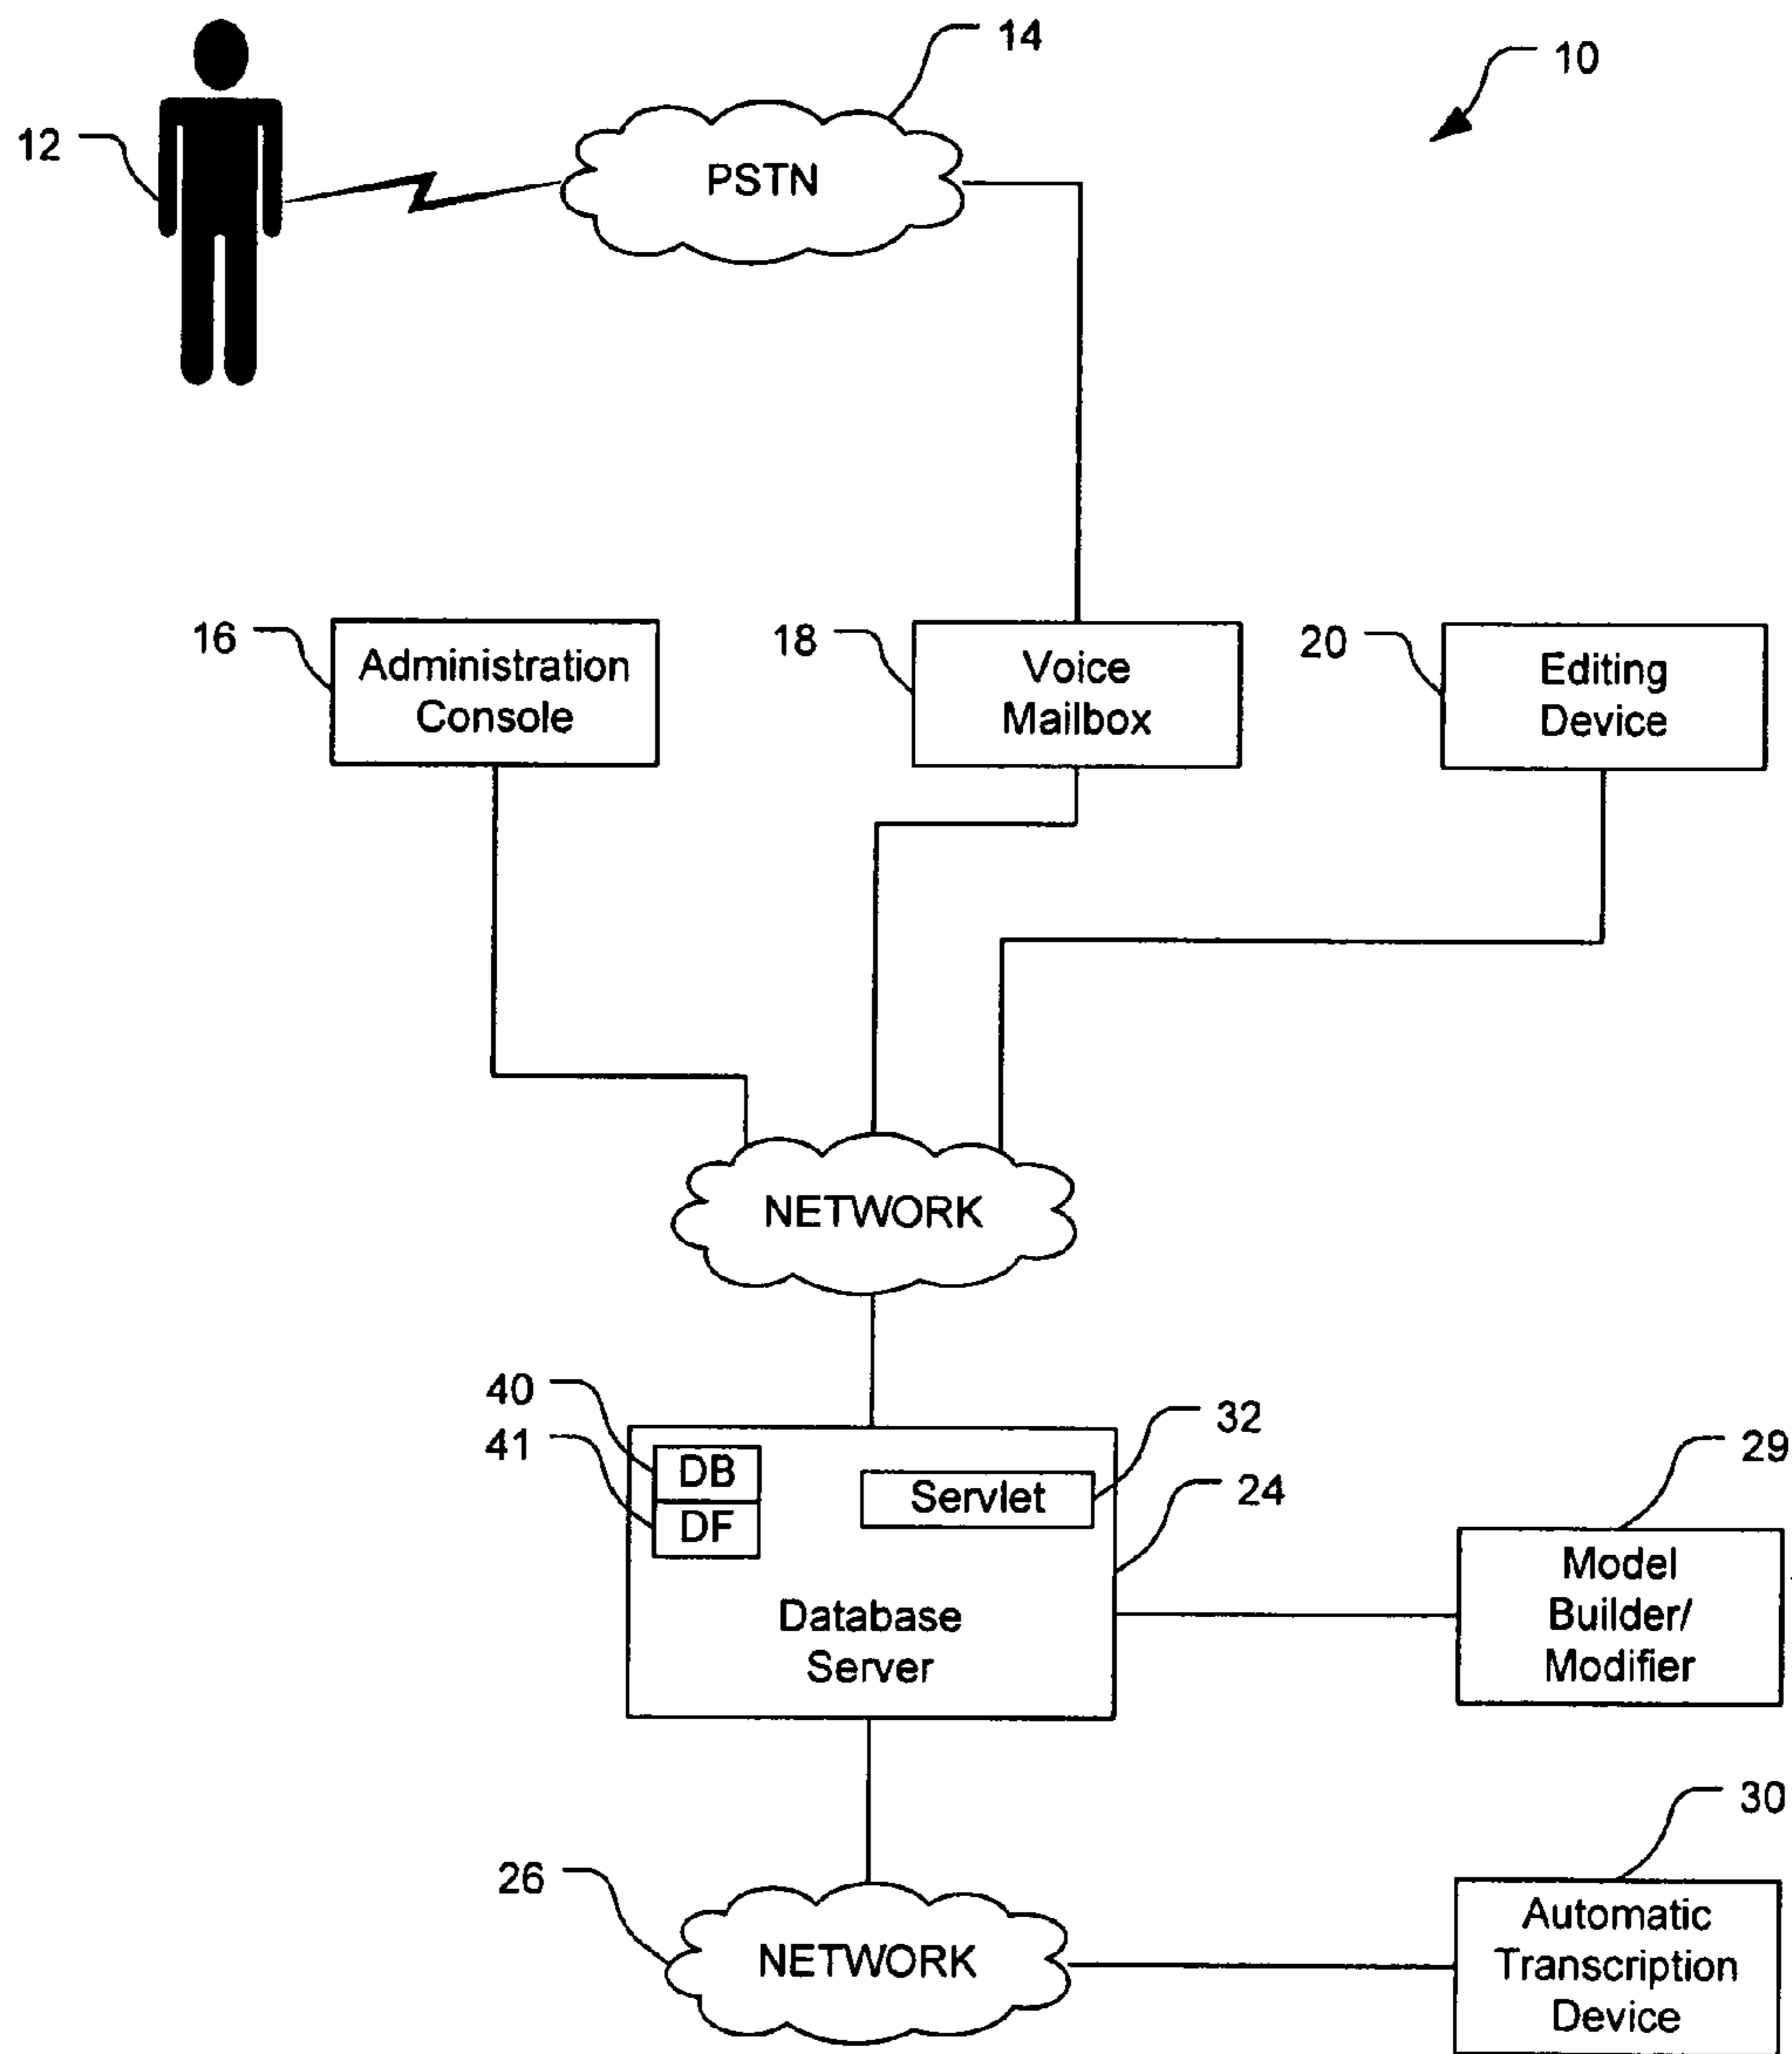 14
10
12
PSTN
16
Administration
Console
18
Voice
Mailbox
20
Editing
Device
NETWORK
40
41
DB
DF
Servlet
32
24
Database
Server
29
Model
Builder/
Modifier
26
NETWORK
30
Automatic
Transcription
Device